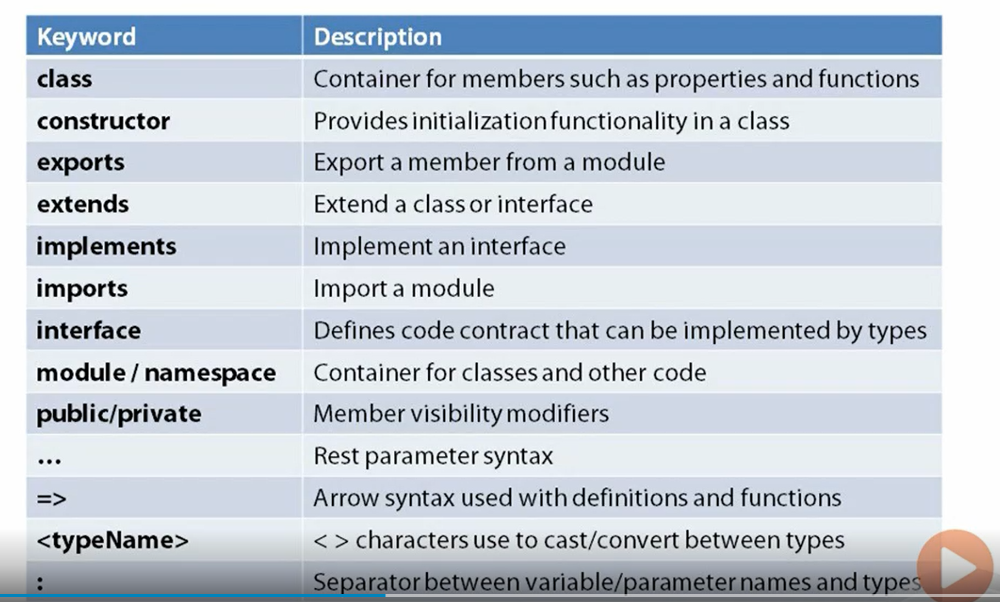 Keyword Description
class Container for members such as properties and functions
constructor Provides initialization functionality in a class
exports Export a member from a module
extends Extend a class or interface
implements Implement an interface
imports Import a module
interface Defines code contract that can be implemented by types
module / namespace Container for classes and other code
public/private Member visibility modifiers
... Rest parameter syntax
=> Arrow syntax used with definitions and functions
<typeName> < > characters use to cast/convert between types
: Separator between variable/parameter names and types